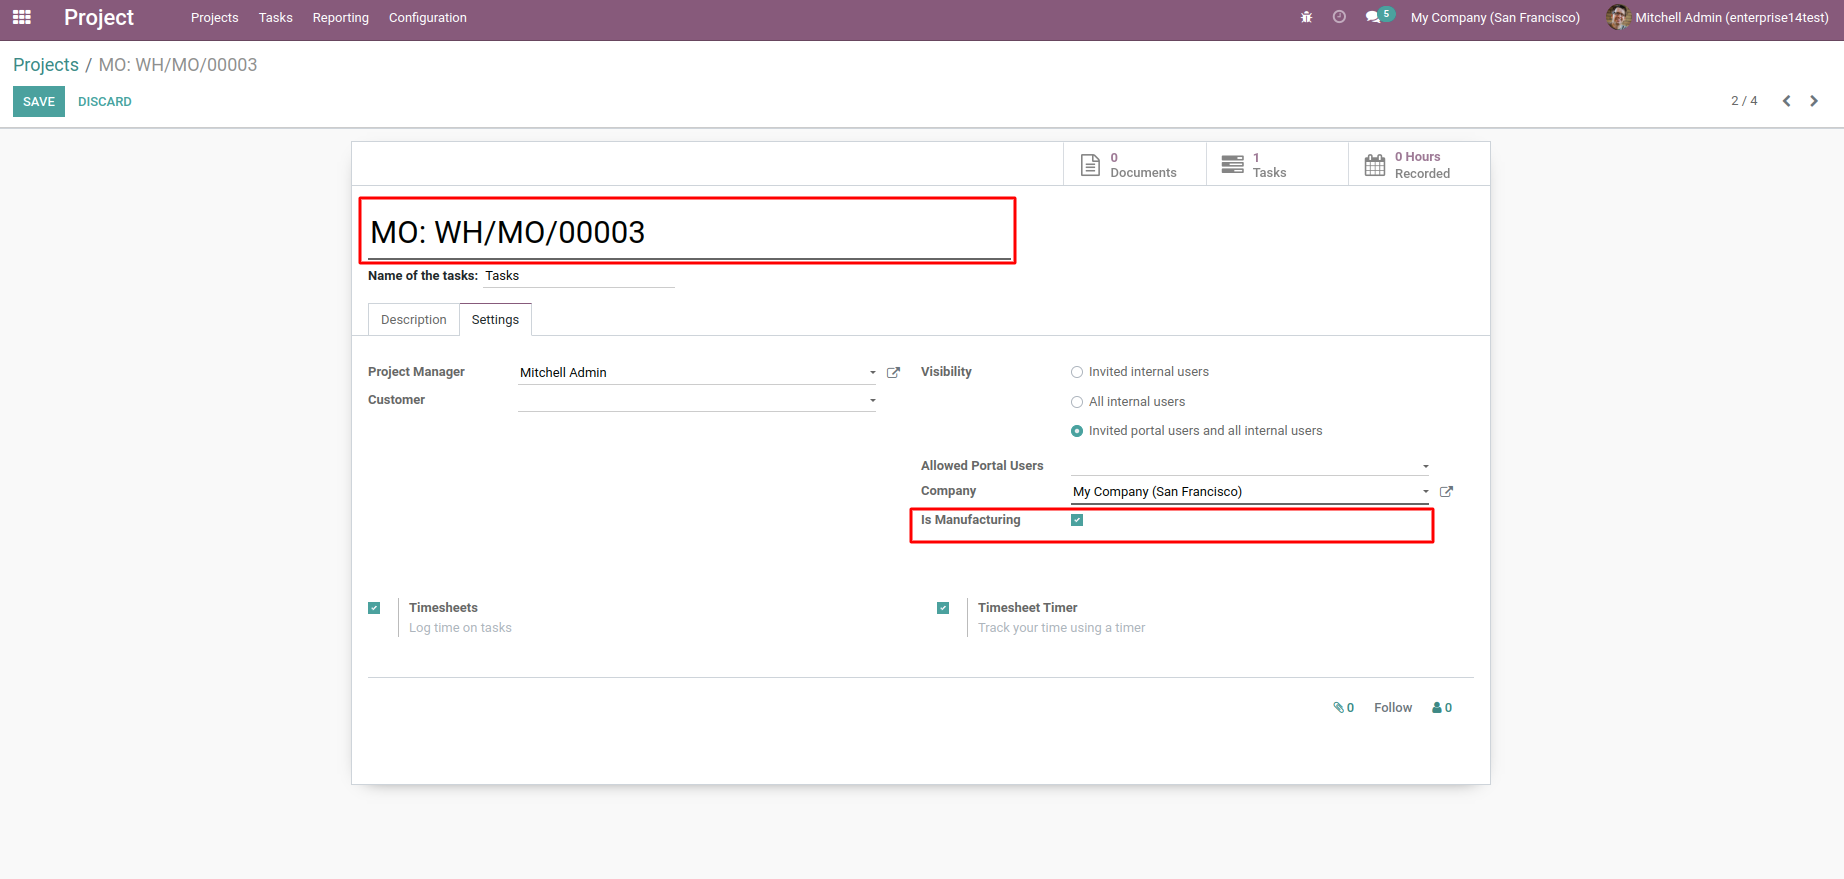 Project Projects Tasks Reporting Configuration 5 My Company (San Francisco) Mitchell Admin (enterprise14test)
Projects / MO: WH/MO/00003
SAVE DISCARD 2 / 4
0 Documents
1 Tasks
0 Hours Recorded
MO: WH/MO/00003
Name of the tasks: Tasks
Description Settings
Project Manager Mitchell Admin
Customer
Visibility Invited internal users
All internal users
Invited portal users and all internal users
Allowed Portal Users
Company My Company (San Francisco)
Is Manufacturing
Timesheets
Log time on tasks
Timesheet Timer
Track your time using a timer
0 Follow 0